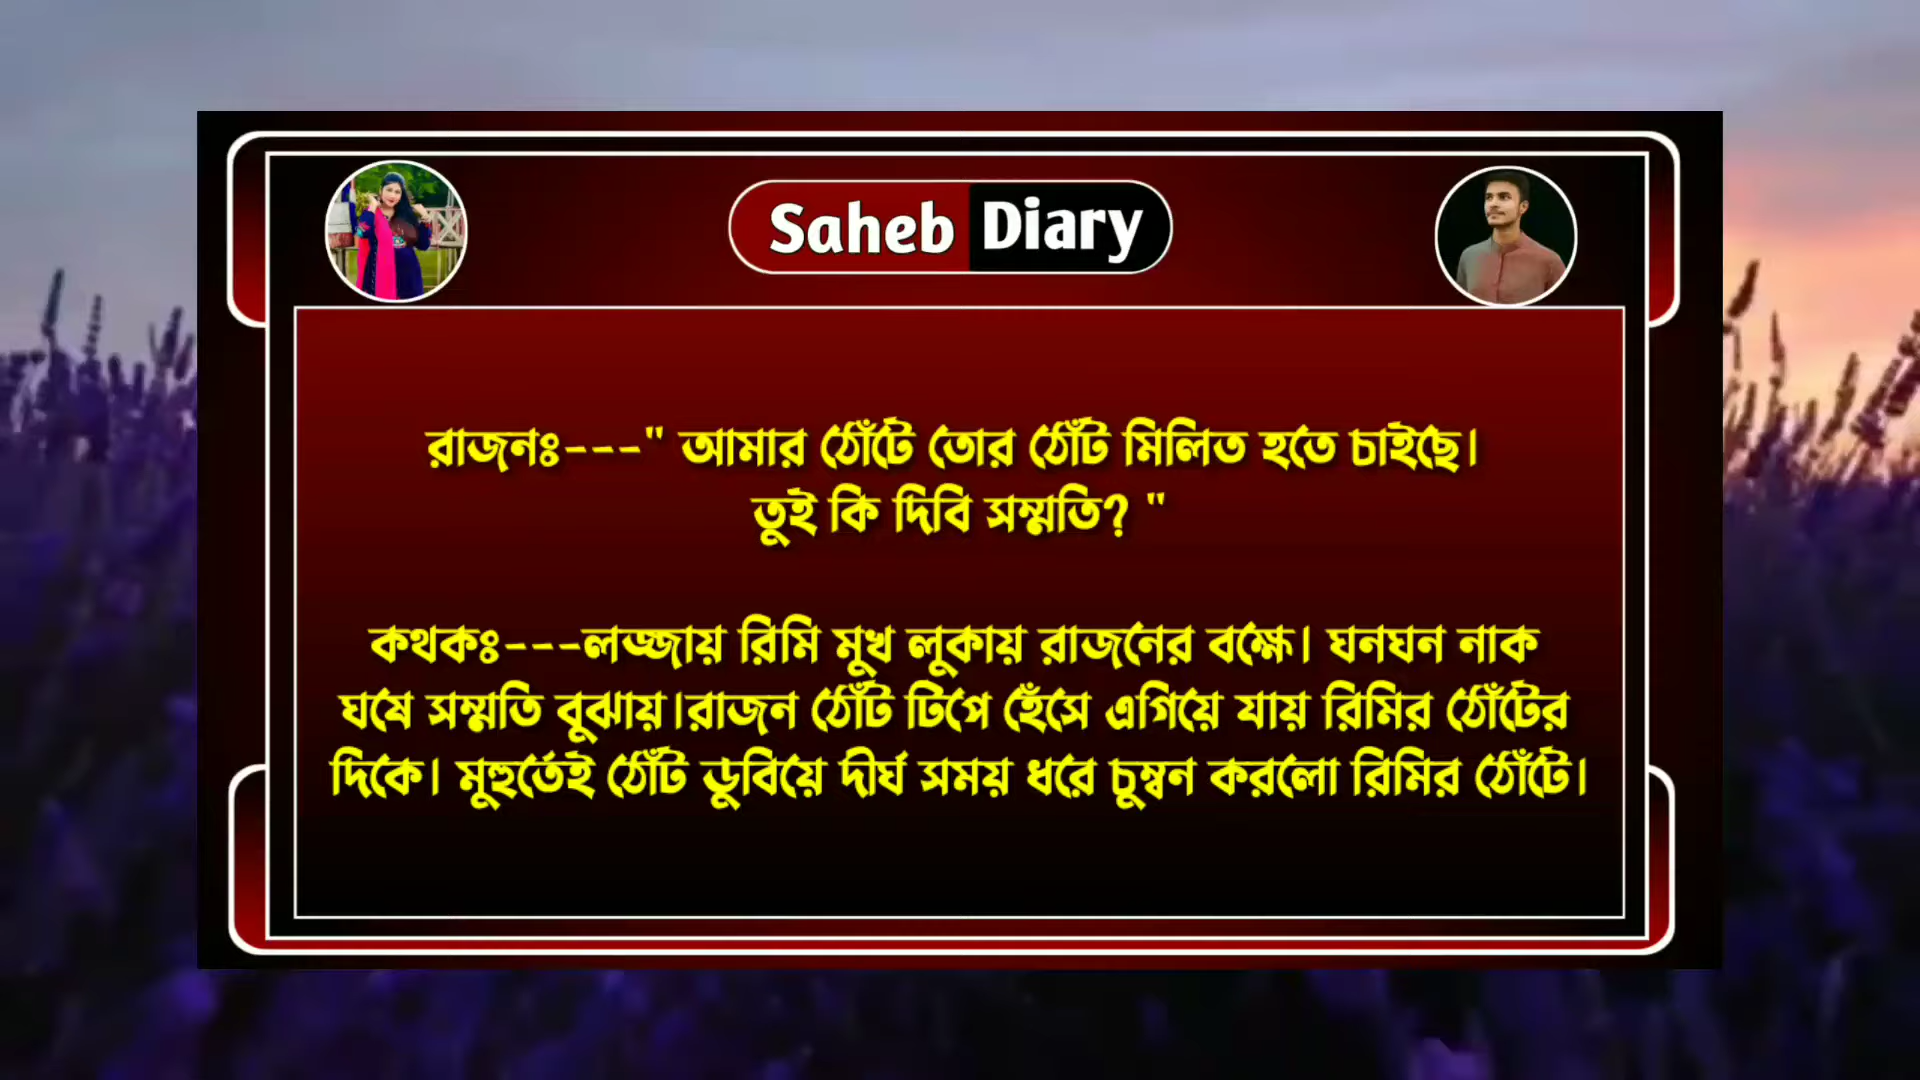 Saheb Diary
রাজনঃ---" আমার ঠোঁটে তোর ঠোঁট মিলিত হতে চাইছে।
তুই কি দিবি সম্মতি? "
কথকঃ---লজ্জায় রিমি মুখ লুকায় রাজনের বক্ষে। ঘনঘন নাক
ঘষে সম্মতি বুঝায়।রাজন ঠোঁট টিপে হেঁসে এগিয়ে যায় রিমির ঠোঁটের
দিকে। মুহুর্তেই ঠোঁট ডুবিয়ে দীর্ঘ সময় ধরে চুম্বন করলো রিমির ঠোঁটে।